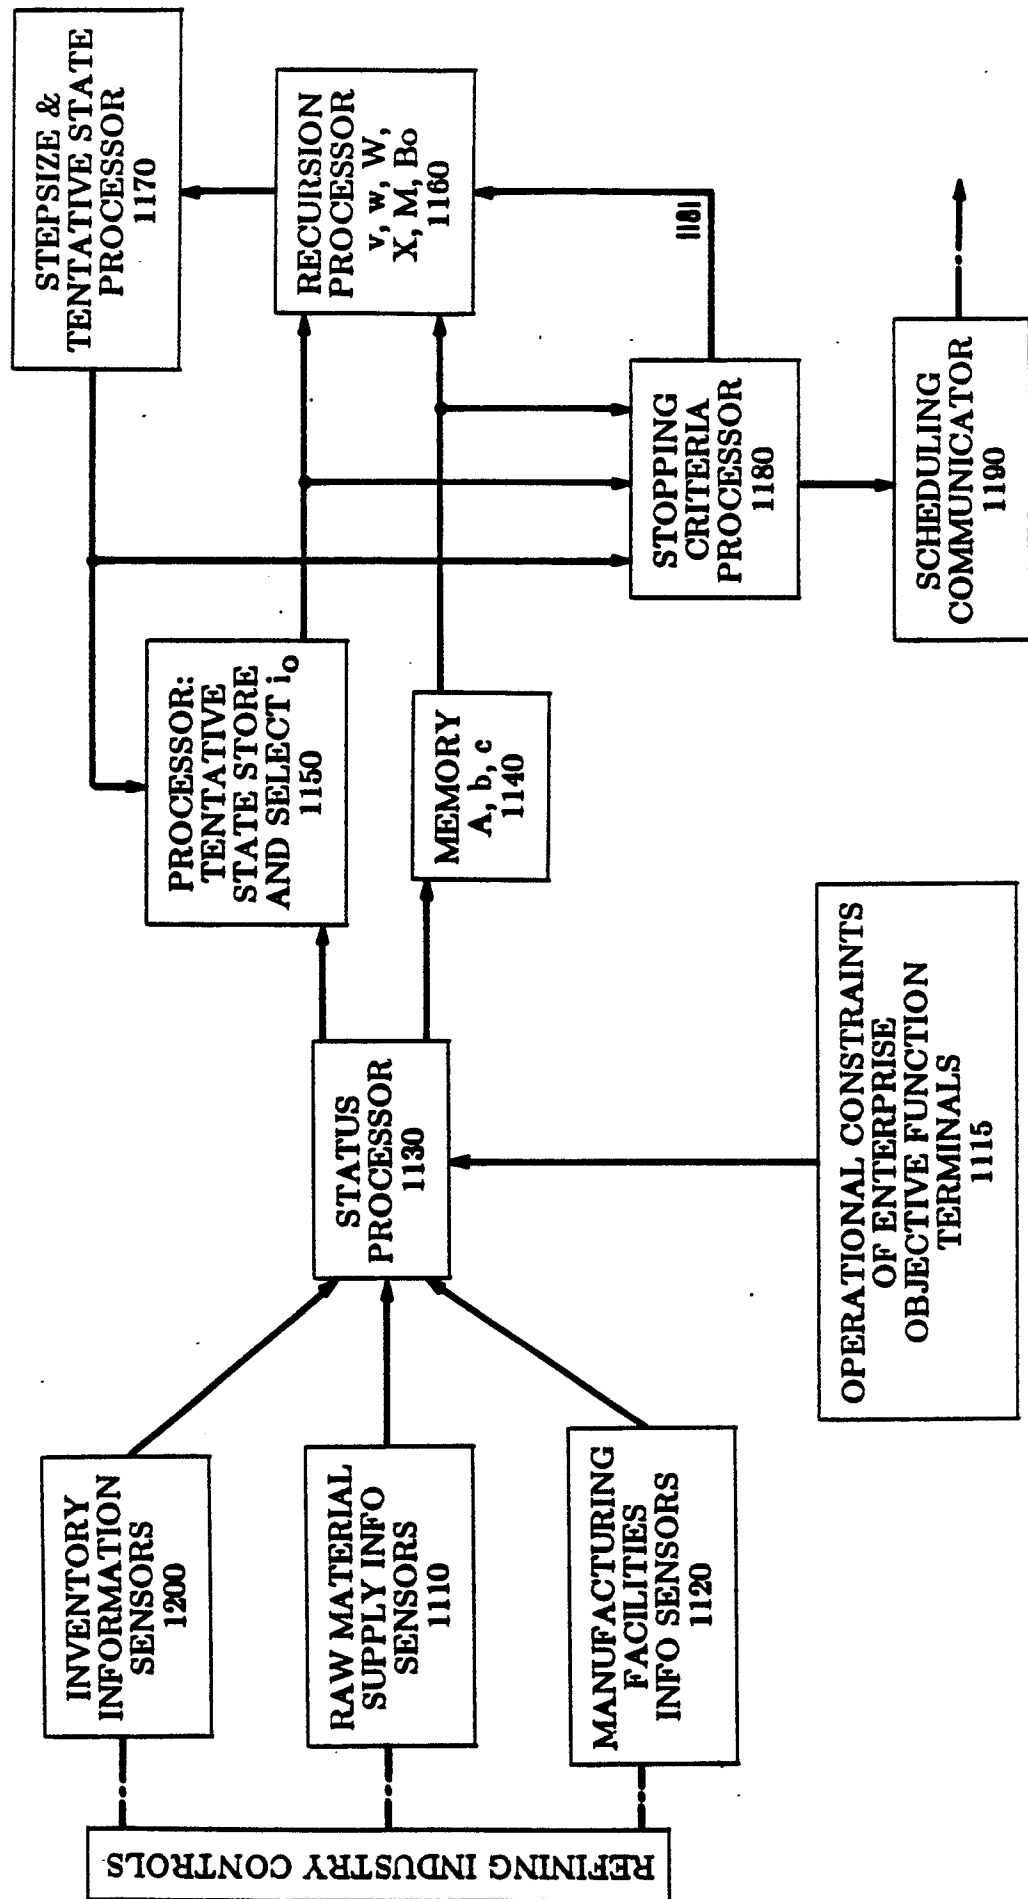 REFINING INDUSTRY CONTROLS
INVENTORY
INFORMATION
SENSORS
1200
RAW MATERIAL
SUPPLY INFO
SENSORS
1110
MANUFACTURING
FACILITIES
INFO SENSORS
1120
STATUS
PROCESSOR
1130
OPERATIONAL CONSTRAINTS
OF ENTERPRISE
OBJECTIVE FUNCTION
TERMINALS
1115
PROCESSOR:
TENTATIVE
STATE STORE
AND SELECT io
1150
MEMORY
A, b, c
1140
STEPSIZE &
TENTATIVE STATE
PROCESSOR
1170
RECURSION
PROCESSOR
v, w, W,
X, M, Bo
1160
1181
STOPPING
CRITERIA
PROCESSOR
1180
SCHEDULING
COMMUNICATOR
1190